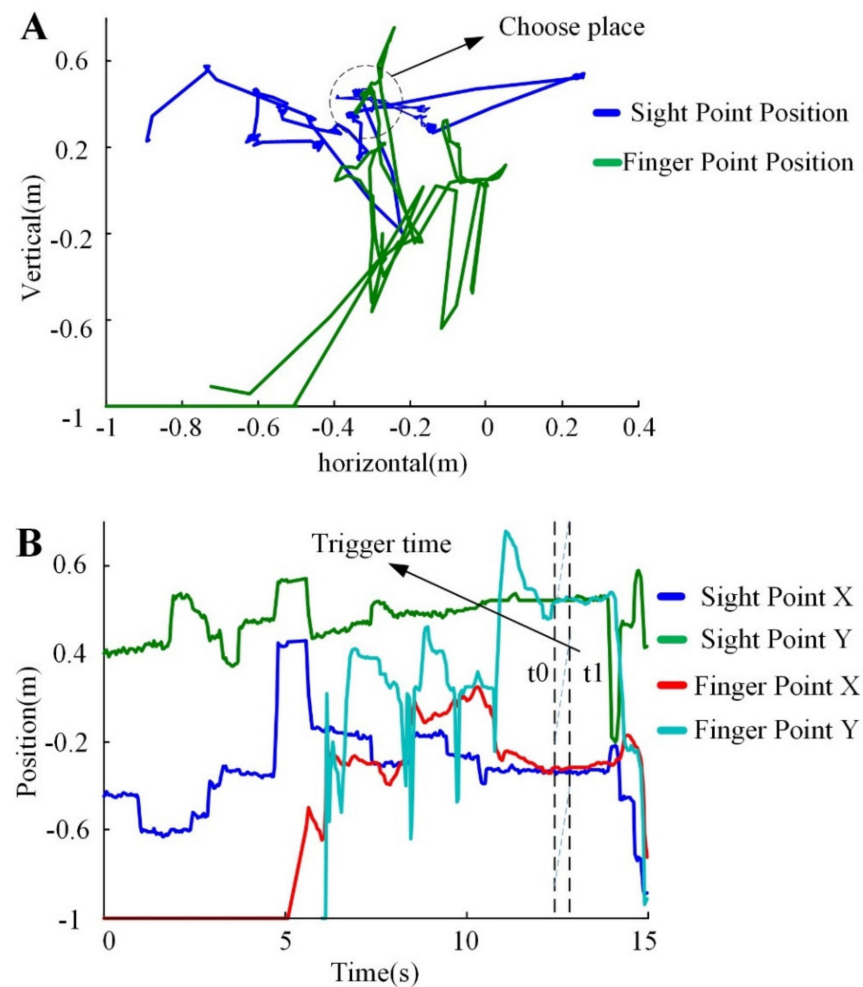 A
Choose place
0.6
0.2
-0.2
-0.6
-1
Vertical(m)
-1
-0.8
-0.6
-0.4
-0.2
0
0.2
0.4
horizontal(m)
Sight Point Position
Finger Point Position
B
Trigger time
0.6
0.4
-0.2
-0.6
-1
Position(m)
t0
t1
0
5
10
15
Time(s)
Sight Point X
Sight Point Y
Finger Point X
Finger Point Y